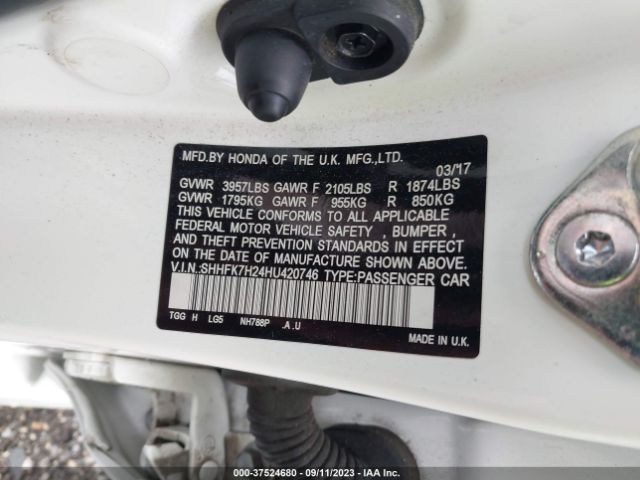 MFD.BY HONDA OF THE U.K. MFG.,LTD.
03/'17
GVWR 3957LBS GAWR F 2105LBS R 1874LBS
GVWR 1795KG GAWR F 955KG R 850KG
THIS VEHICLE CONFORMS TO ALL APPLICABLE
FEDERAL MOTOR VEHICLE SAFETY , BUMPER ,
AND THEFT PREVENTION STANDARDS IN EFFECT
ON THE DATE OF MANUFACTURE SHOWN ABOVE.
V.I.N.:SHHFK7H24HU420746 TYPE:PASSENGER CAR
TGG H LG5 NH788P .A .U
MADE IN U.K.
000-37524680 - 09/11/2023 - IAA Inc.